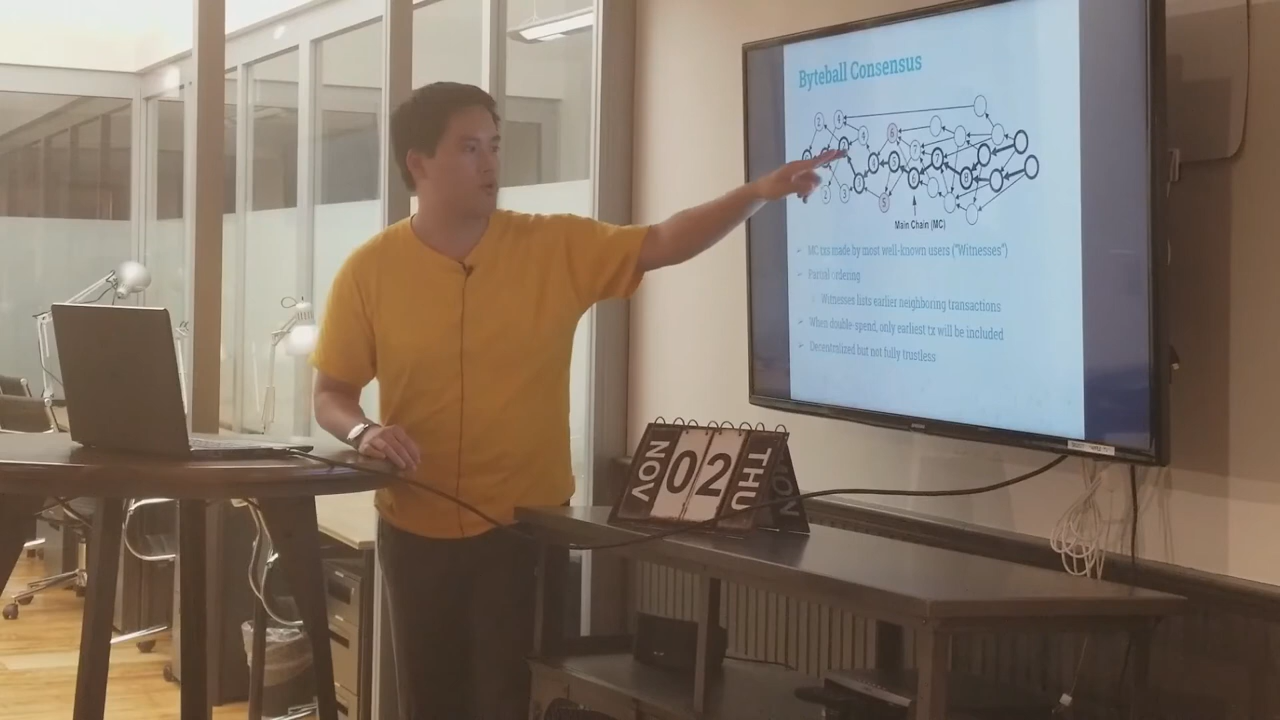 Byteball Consensus
Main Chain (MC)
MC txs made by most well-known users ("Witnesses")
Partial ordering
Witnesses lists earlier neighboring transactions
When double-spend, only earliest tx will be included
Decentralized but not fully trustless
NOV 02 THU
MON